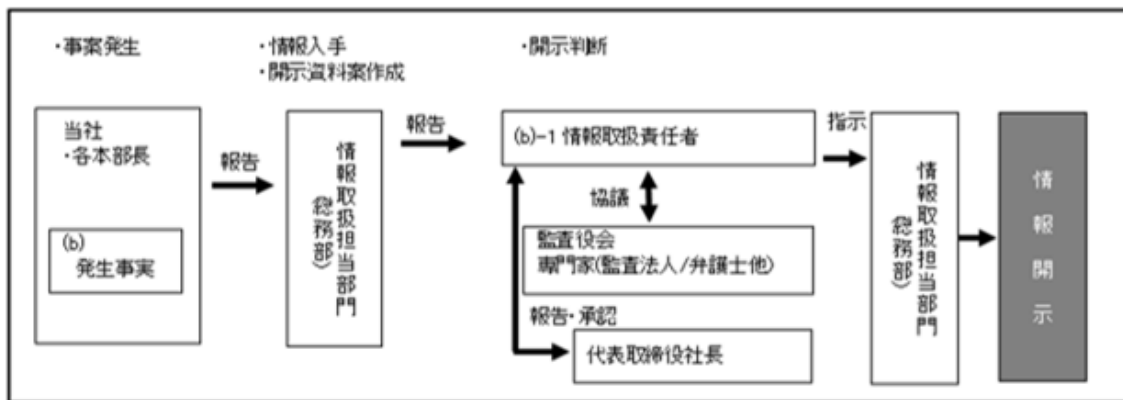 ・事案発生
・情報入手
・開示資料案作成
・開示判断
当社
・各本部長
(b)
発生事実
報告
情報取扱担当部門
（総務部）
報告
(b)-1 情報取扱責任者
協議
監査役会
専門家(監査法人/弁護士他)
報告・承認
代表取締役社長
指示
情報取扱担当部門
（総務部）
情報開示